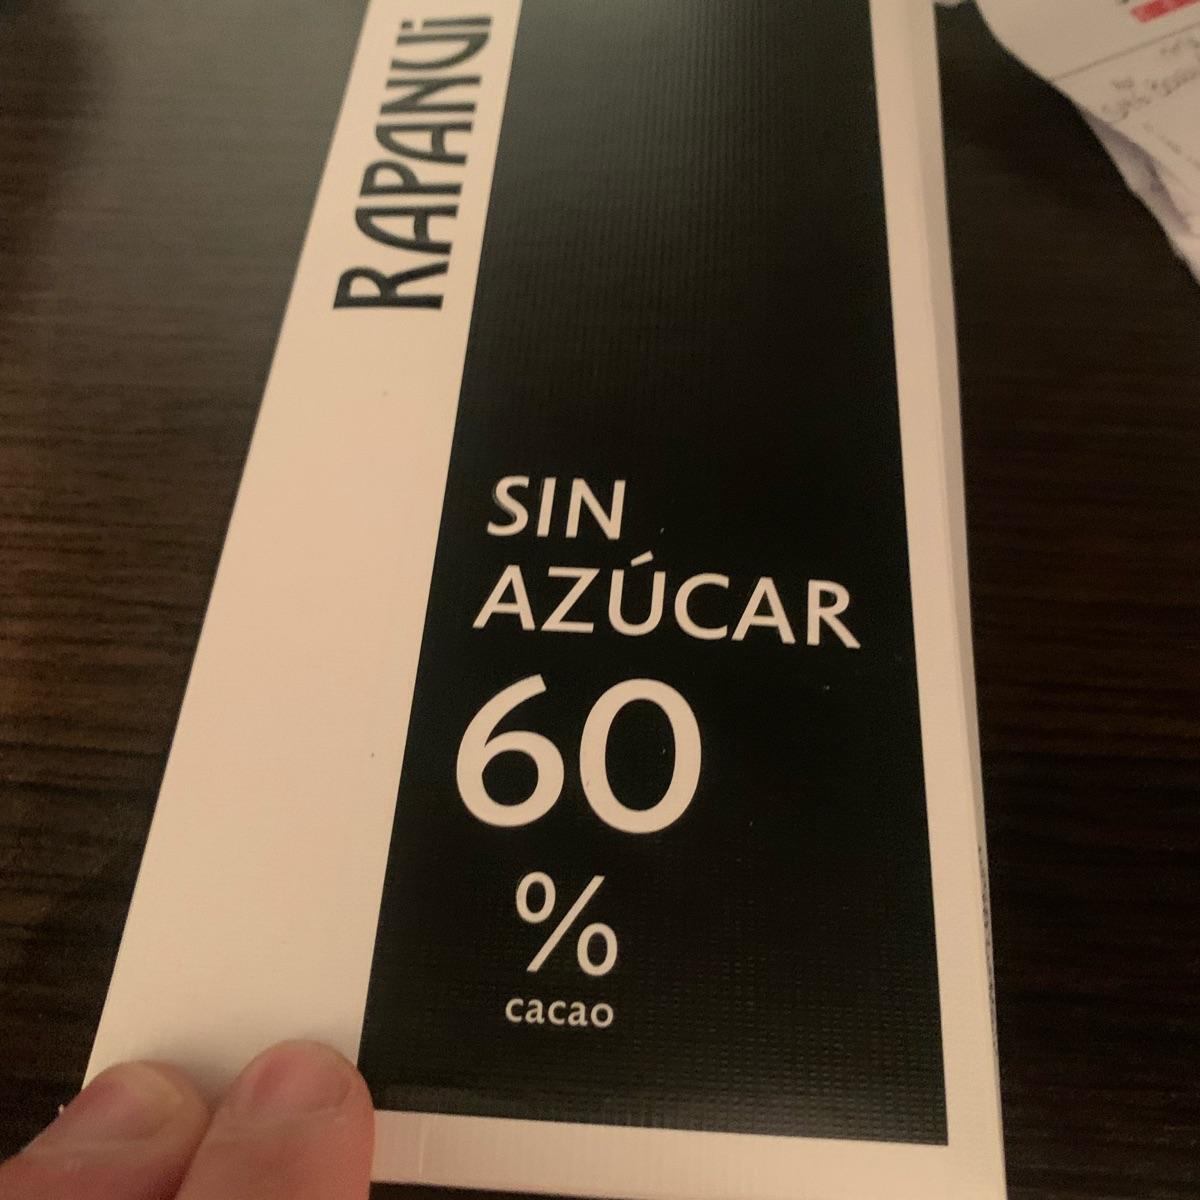 RAPANUi
SIN
AZÚCAR
60
%
cacao